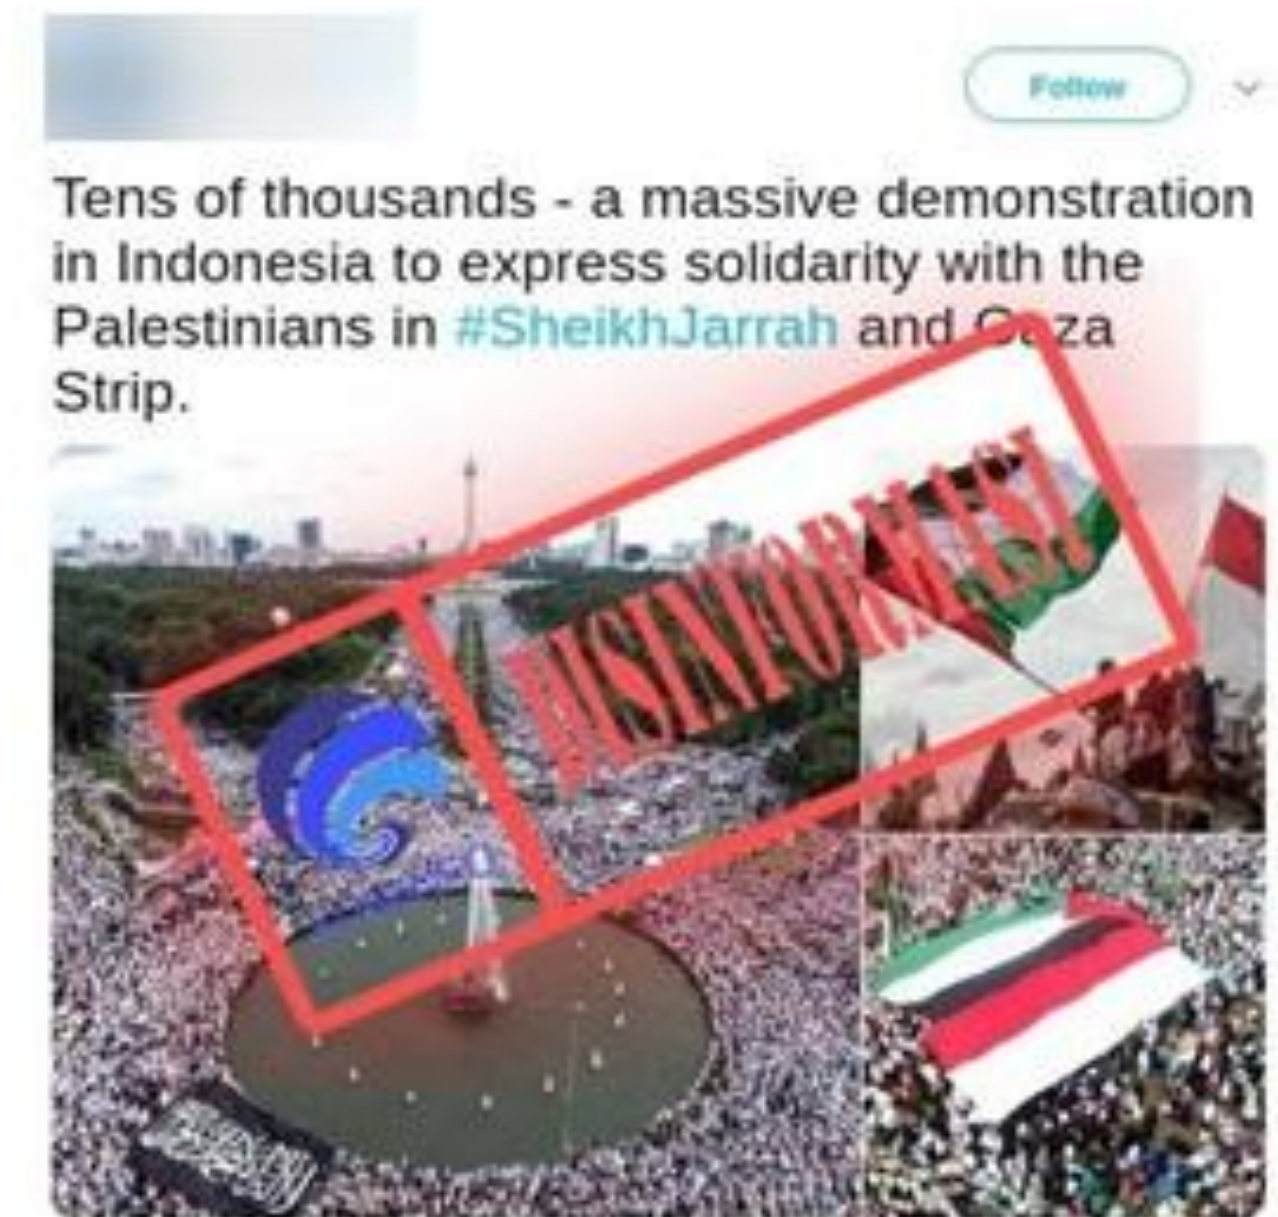 Follow
Tens of thousands - a massive demonstration
in Indonesia to express solidarity with the
Palestinians in #SheikhJarrah and Gaza
Strip.
DISINFORMASI